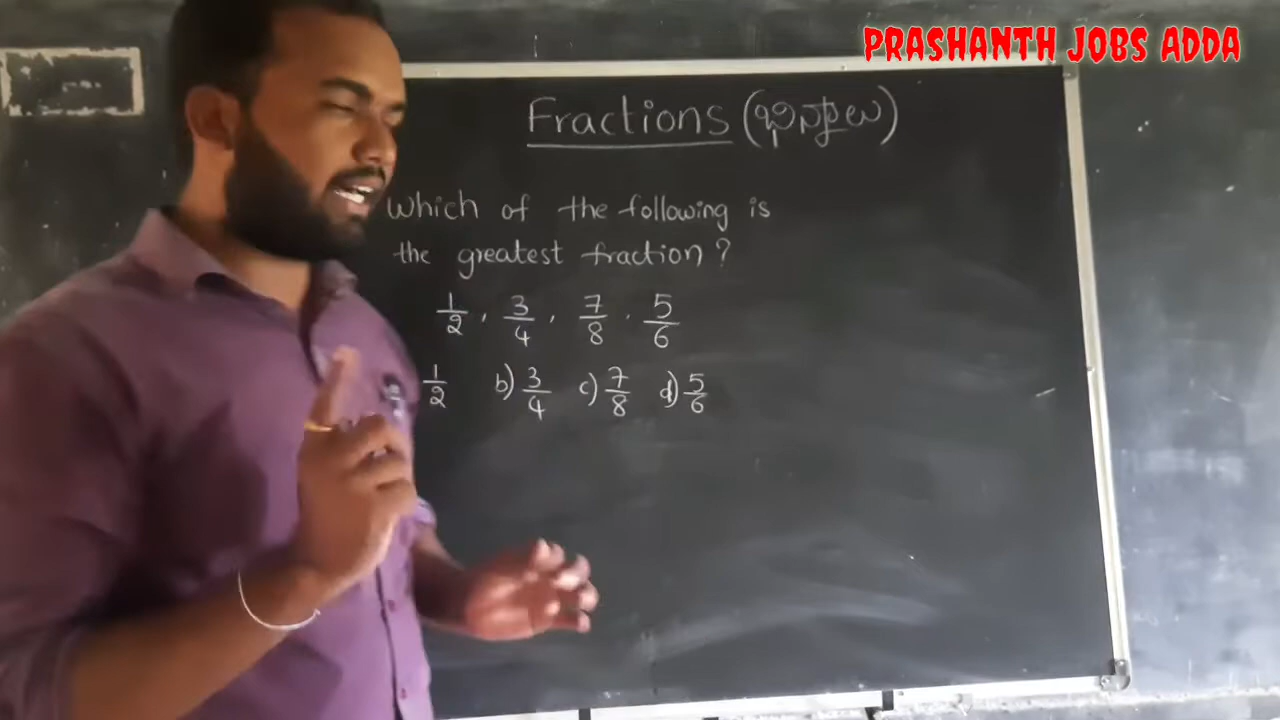 PRASHANTH JOBS ADDA
Fractions (భిన్నాలు)
Which of the following is
the greatest fraction?
1/2, 3/4, 7/8, 5/6
1/2 b) 3/4 c) 7/8 d) 5/6